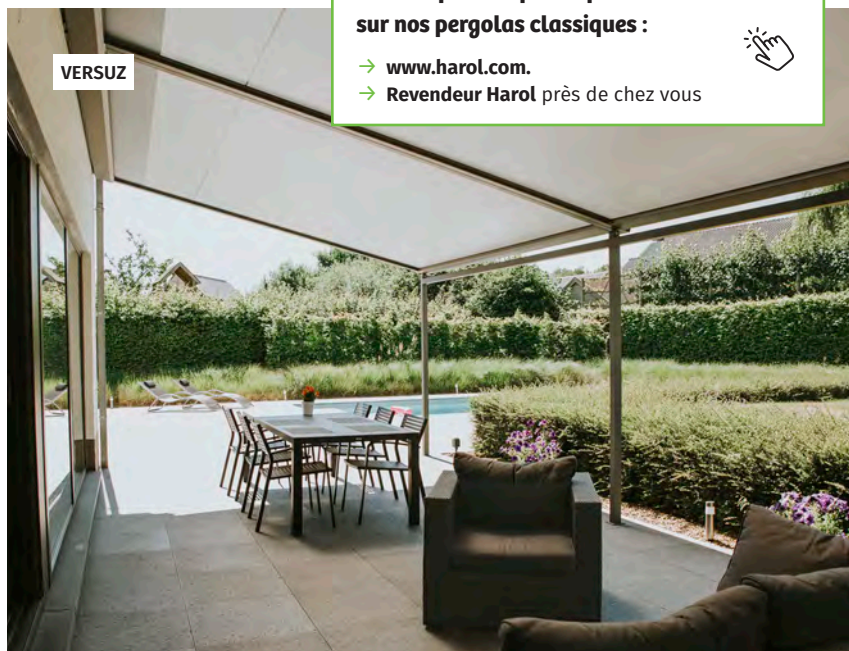 sur nos pergolas classiques :
→ www.harol.com.
→ Revendeur Harol près de chez vous
VERSUZ